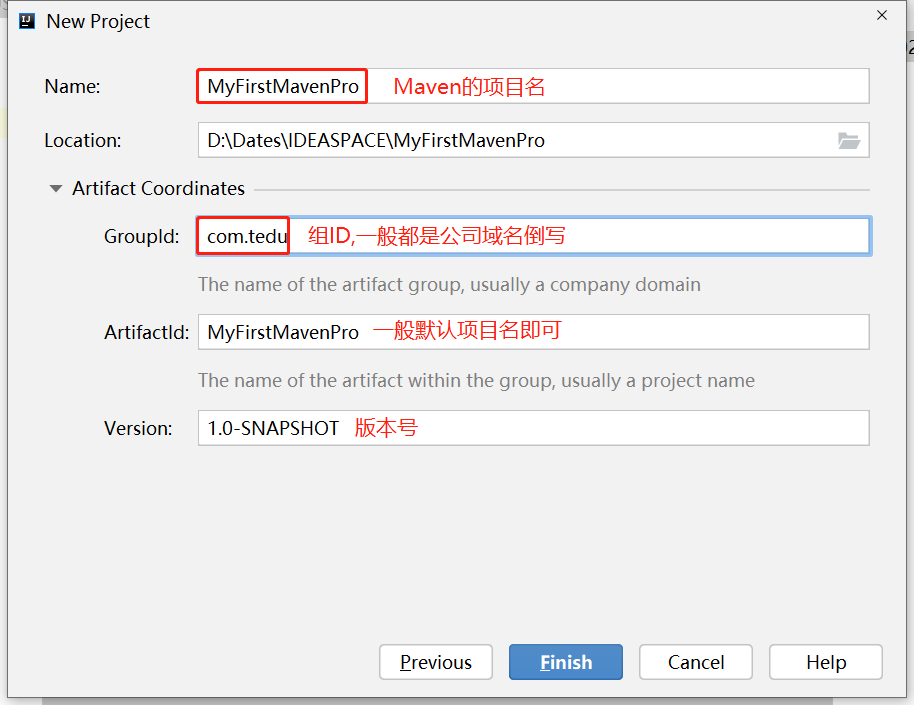 New Project
Name: MyFirstMavenPro Maven的项目名
Location: D:\Dates\IDEASPACE\MyFirstMavenPro
Artifact Coordinates
GroupId: com.tedu 组ID,一般都是公司域名倒写
The name of the artifact group, usually a company domain
ArtifactId: MyFirstMavenPro 一般默认项目名即可
The name of the artifact within the group, usually a project name
Version: 1.0-SNAPSHOT 版本号
Previous Finish Cancel Help